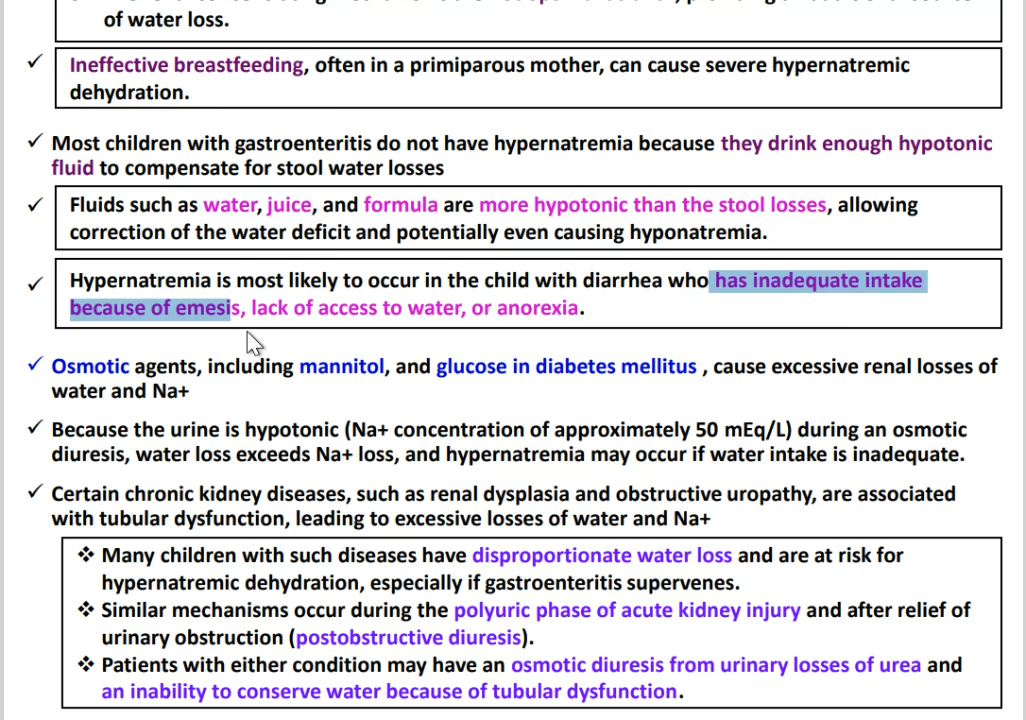 of water loss.
✓ Ineffective breastfeeding, often in a primiparous mother, can cause severe hypernatremic
dehydration.
✓ Most children with gastroenteritis do not have hypernatremia because they drink enough hypotonic
fluid to compensate for stool water losses
✓ Fluids such as water, juice, and formula are more hypotonic than the stool losses, allowing
correction of the water deficit and potentially even causing hyponatremia.
✓ Hypernatremia is most likely to occur in the child with diarrhea who has inadequate intake
because of emesis, lack of access to water, or anorexia.
✓ Osmotic agents, including mannitol, and glucose in diabetes mellitus , cause excessive renal losses of
water and Na+
✓ Because the urine is hypotonic (Na+ concentration of approximately 50 mEq/L) during an osmotic
diuresis, water loss exceeds Na+ loss, and hypernatremia may occur if water intake is inadequate.
✓ Certain chronic kidney diseases, such as renal dysplasia and obstructive uropathy, are associated
with tubular dysfunction, leading to excessive losses of water and Na+
❖ Many children with such diseases have disproportionate water loss and are at risk for
hypernatremic dehydration, especially if gastroenteritis supervenes.
❖ Similar mechanisms occur during the polyuric phase of acute kidney injury and after relief of
urinary obstruction (postobstructive diuresis).
❖ Patients with either condition may have an osmotic diuresis from urinary losses of urea and
an inability to conserve water because of tubular dysfunction.